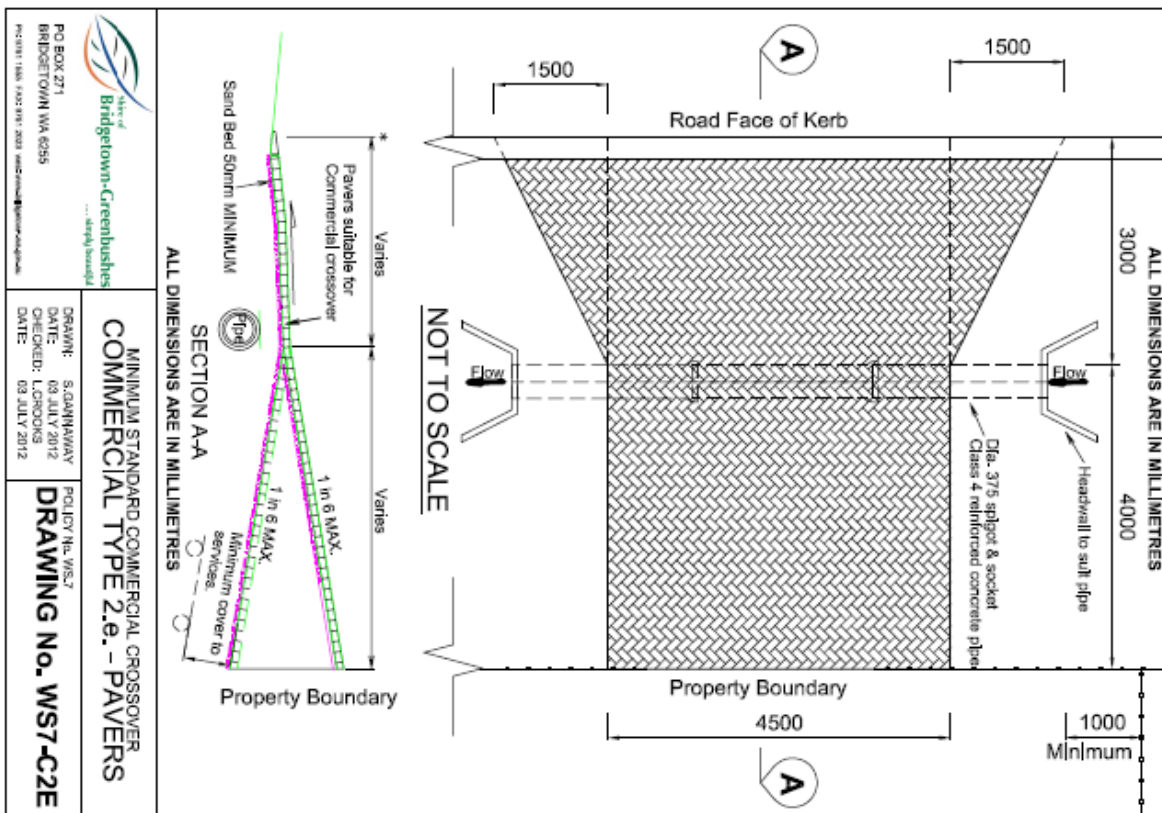 1500
1500
A
Road Face of Kerb
3000
4000
ALL DIMENSIONS ARE IN MILLIMETRES
Flow
Flow
Headwall to suit pipe
Dia. 375 spigot & socket
Class 4 reinforced concrete pipe
NOT TO SCALE
Property Boundary
4500
1000
Minimum
A
*
Varies
Varies
Pavers suitable for
Commercial crossover
Sand Bed 50mm MINIMUM
Pipe
1 in 6 MAX.
1 in 6 MAX.
Minimum cover to
services.
Property Boundary
SECTION A-A
ALL DIMENSIONS ARE IN MILLIMETRES
Shire of
Bridgetown-Greenbushes
.... simply beautiful
PO BOX 271
BRIDGETOWN WA 6255
MINIMUM STANDARD COMMERCIAL CROSSOVER
COMMERCIAL TYPE 2.e. - PAVERS
DRAWN: S.GANNAWAY
DATE: 03 JULY 2012
CHECKED: L.CROOKS
DATE: 03 JULY 2012
POLICY No. WS.7
DRAWING No. WS7-C2E